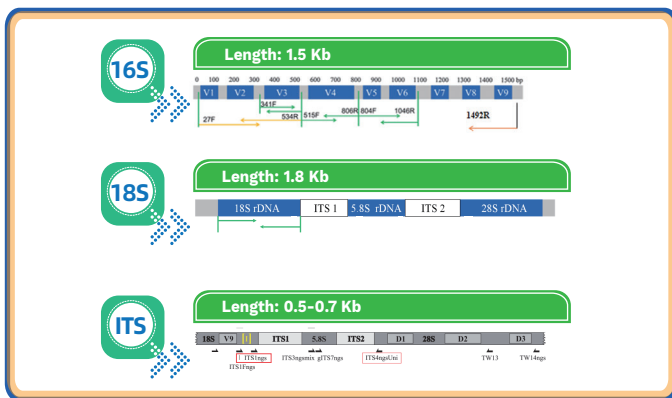 16S
Length: 1.5 Kb
0 100 200 300 400 500 600 700 800 900 1000 1100 1200 1300 1400 1500 bp
V1 V2 V3 V4 V5 V6 V7 V8 V9
341F
27F 534R 515F 806R 804F 1046R 1492R
18S
Length: 1.8 Kb
18S rDNA ITS 1 5.8S rDNA ITS 2 28S rDNA
ITS
Length: 0.5-0.7 Kb
18S V9 ITS1 5.8S ITS2 D1 28S D2 D3
ITS1ngs ITS3ngsmix gITS7ngs ITS4ngsUni TW13 TW14ngs
ITS1Fngs